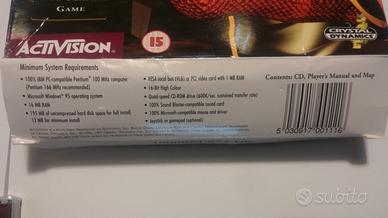 GAME
ACTIVISION
15
CRYSTAL
DYNAMICS
Minimum System Requirements
• 100% IBM PC compatible Pentium® 100 MHz computer
(Pentium 166 MHz recommended)
• Microsoft Windows® 95 operating system
• 16 MB RAM
• 195 MB of uncompressed hard disk space for full install,
12 MB for minimum install
• VESA local bus (VLB) or PCI video card with 1 MB RAM
• 16-Bit High Colour
• Quad-speed CD-ROM drive (600K/sec. sustained transfer rate)
• 100% Sound Blaster-compatible sound card
• 100% Microsoft-compatible mouse and driver
• Joystick or gamepad (optional)
Contents: CD, Player's Manual and Map
5 030917 001116
subito